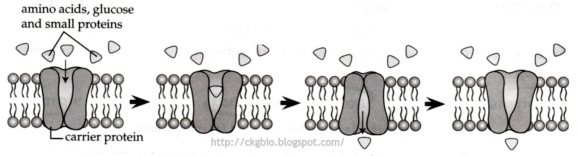 amino acids, glucose
and small proteins
carrier protein
http://ckgbio.blogspot.com/